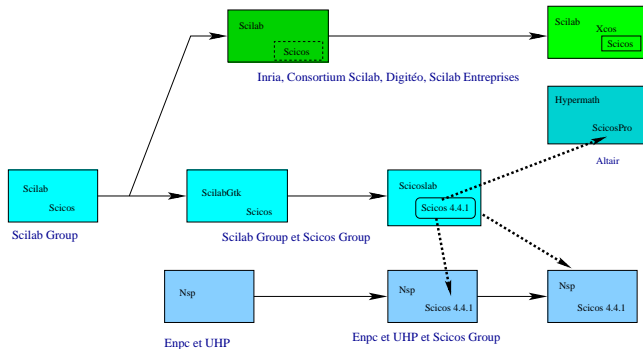 Scilab
Scicos
Scilab
Xcos
Scicos
Inria, Consortium Scilab, Digitéo, Scilab Entreprises
Hypermath
ScicosPro
Altair
Scilab
Scicos
Scilab Group
ScilabGtk
Scicos
Scilab Group et Scicos Group
Scicoslab
Scicos 4.4.1
Nsp
Enpc et UHP
Nsp
Scicos 4.4.1
Enpc et UHP et Scicos Group
Nsp
Scicos 4.4.1